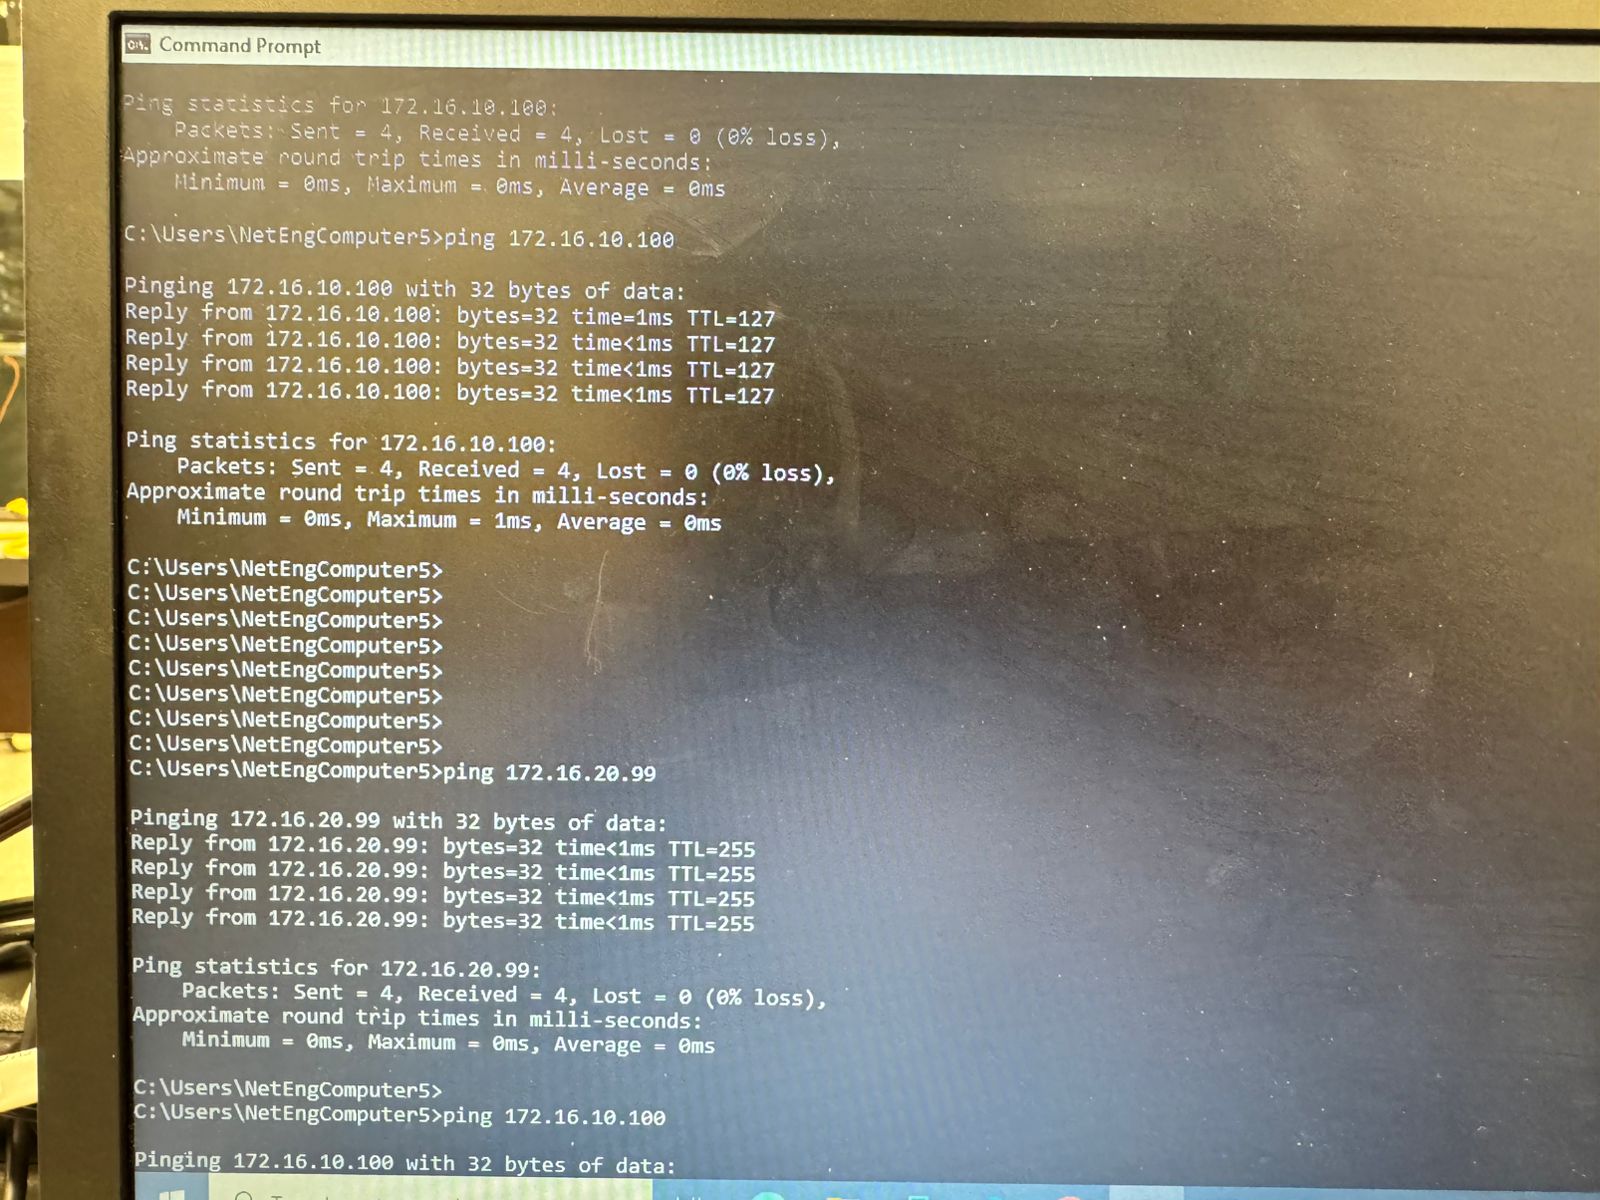 Command Prompt
Ping statistics for 172.16.10.100:
Packets: Sent = 4, Received = 4, Lost = 0 (0% loss),
Approximate round trip times in milli-seconds:
Minimum = 0ms, Maximum = 0ms, Average = 0ms
C:\Users\NetEngComputer5>ping 172.16.10.100
Pinging 172.16.10.100 with 32 bytes of data:
Reply from 172.16.10.100: bytes=32 time=1ms TTL=127
Reply from 172.16.10.100: bytes=32 time<1ms TTL=127
Reply from 172.16.10.100: bytes=32 time<1ms TTL=127
Reply from 172.16.10.100: bytes=32 time<1ms TTL=127
Ping statistics for 172.16.10.100:
Packets: Sent = 4, Received = 4, Lost = 0 (0% loss),
Approximate round trip times in milli-seconds:
Minimum = 0ms, Maximum = 1ms, Average = 0ms
C:\Users\NetEngComputer5>
C:\Users\NetEngComputer5>
C:\Users\NetEngComputer5>
C:\Users\NetEngComputer5>
C:\Users\NetEngComputer5>
C:\Users\NetEngComputer5>
C:\Users\NetEngComputer5>
C:\Users\NetEngComputer5>
C:\Users\NetEngComputer5>ping 172.16.20.99
Pinging 172.16.20.99 with 32 bytes of data:
Reply from 172.16.20.99: bytes=32 time<1ms TTL=255
Reply from 172.16.20.99: bytes=32 time<1ms TTL=255
Reply from 172.16.20.99: bytes=32 time<1ms TTL=255
Reply from 172.16.20.99: bytes=32 time<1ms TTL=255
Ping statistics for 172.16.20.99:
Packets: Sent = 4, Received = 4, Lost = 0 (0% loss),
Approximate round trip times in milli-seconds:
Minimum = 0ms, Maximum = 0ms, Average = 0ms
C:\Users\NetEngComputer5>
C:\Users\NetEngComputer5>ping 172.16.10.100
Pinging 172.16.10.100 with 32 bytes of data: